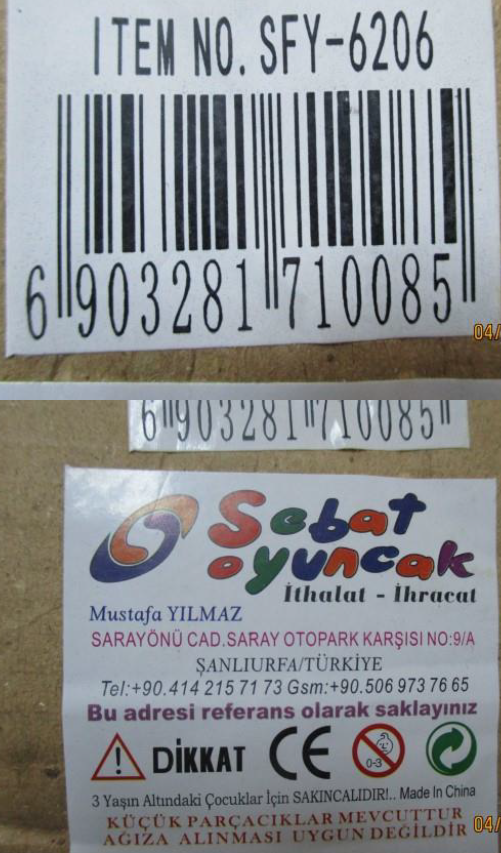 ITEM NO. SFY-6206
6 903281 710085
04/
6 903281 710085
Sebat
oyuncak
İthalat - İhracat
Mustafa YILMAZ
SARAYÖNÜ CAD.SARAY OTOPARK KARŞISI NO:9/A
ŞANLIURFA/TÜRKİYE
Tel:+90.414 215 71 73 Gsm:+90.506 973 76 65
Bu adresi referans olarak saklayınız
DİKKAT CE 0-3
3 Yaşın Altındaki Çocuklar İçin SAKINCALIDIR!.. Made In China
KÜÇÜK PARÇACIKLAR MEVCUTTUR
AĞIZA ALINMASI UYGUN DEĞİLDİR
04/